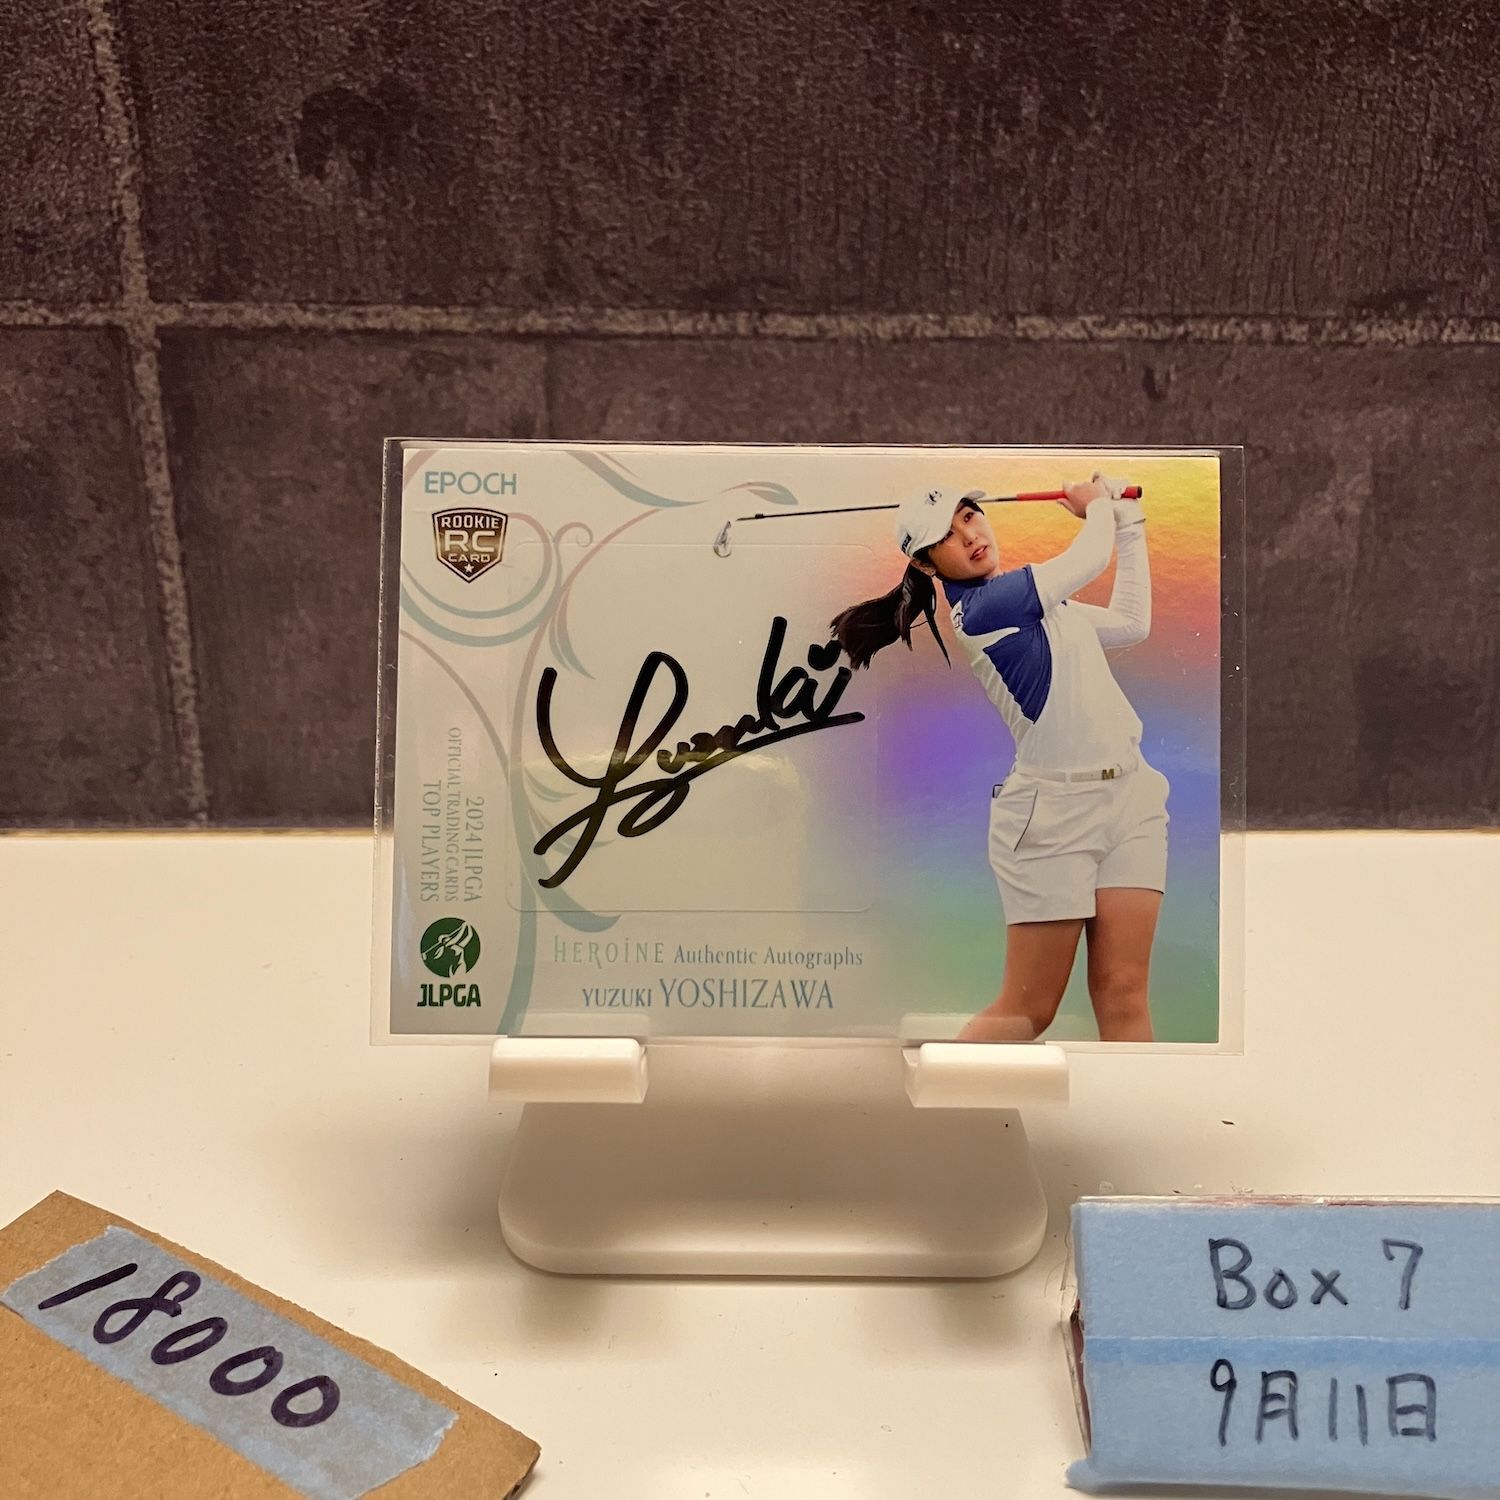 EPOCH
ROOKIE
RC
CARD
Yuzuki
2024 JLPGA
OFFICIAL TRADING CARDS
TOP PLAYERS
JLPGA
HEROINE Authentic Autographs
YUZUKI YOSHIZAWA
M
18000
Box 7
9月11日